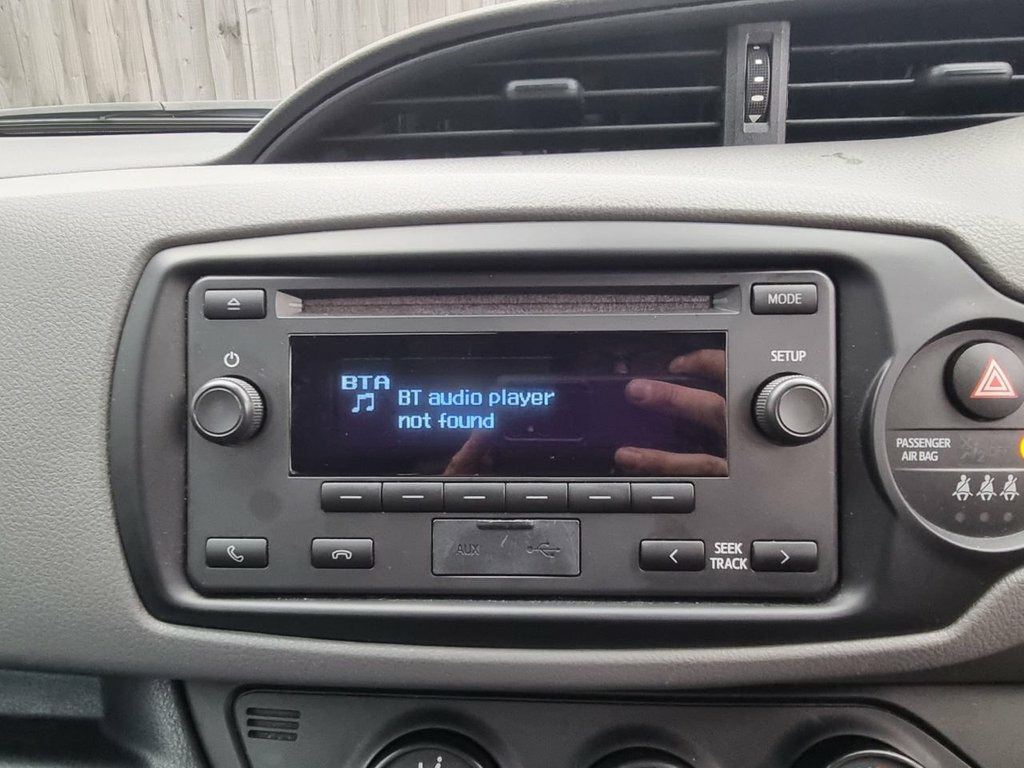 MODE
SETUP
BTA
BT audio player
not found
PASSENGER
AIR BAG
AUX
SEEK
TRACK